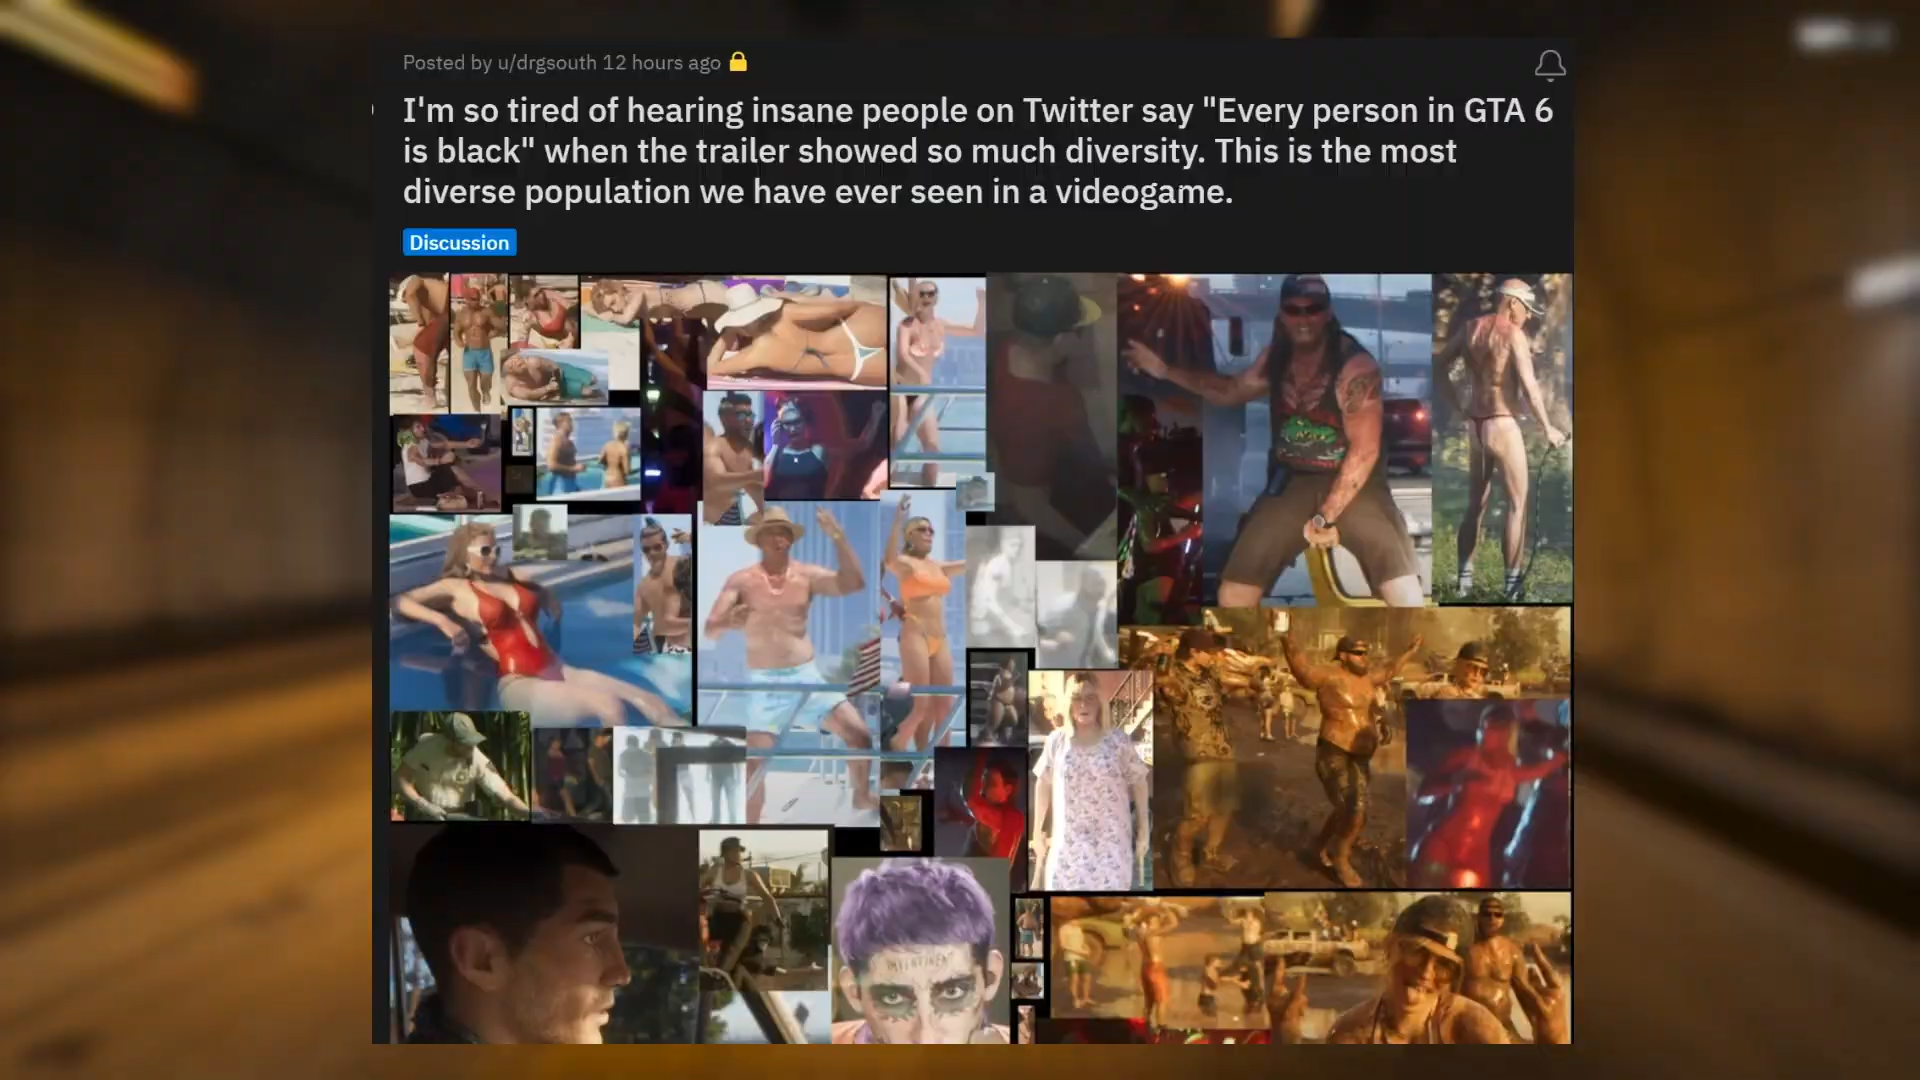 Posted by u/drgsouth 12 hours ago
I'm so tired of hearing insane people on Twitter say "Every person in GTA 6
is black" when the trailer showed so much diversity. This is the most
diverse population we have ever seen in a videogame.
Discussion